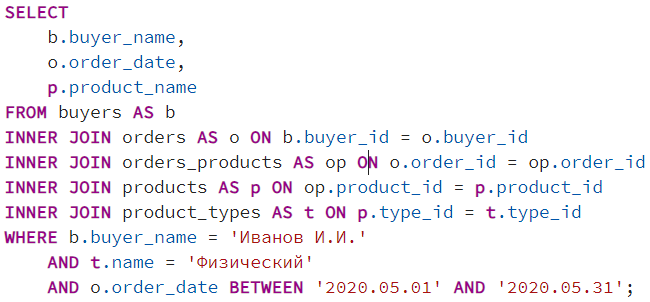 SELECT
    b.buyer_name,
    o.order_date,
    p.product_name
FROM buyers AS b
INNER JOIN orders AS o ON b.buyer_id = o.buyer_id
INNER JOIN orders_products AS op ON o.order_id = op.order_id
INNER JOIN products AS p ON op.product_id = p.product_id
INNER JOIN product_types AS t ON p.type_id = t.type_id
WHERE b.buyer_name = 'Иванов И.И.'
    AND t.name = 'Физический'
    AND o.order_date BETWEEN '2020.05.01' AND '2020.05.31';